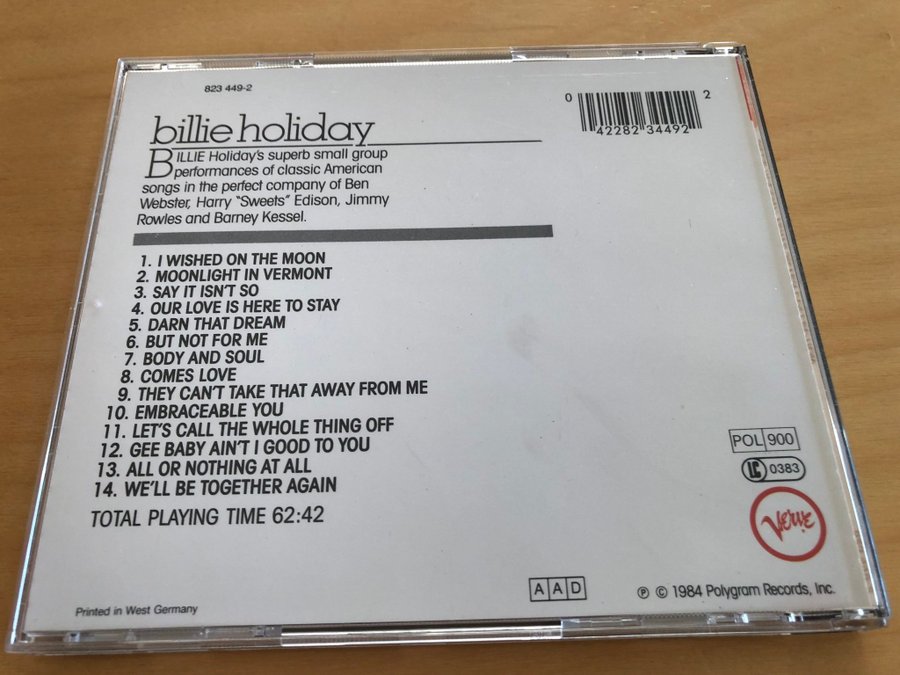 823 449-2
0 42282 34492 2
billie holiday
BILLIE Holiday's superb small group
performances of classic American
songs in the perfect company of Ben
Webster, Harry "Sweets" Edison, Jimmy
Rowles and Barney Kessel.
1. I WISHED ON THE MOON
2. MOONLIGHT IN VERMONT
3. SAY IT ISN'T SO
4. OUR LOVE IS HERE TO STAY
5. DARN THAT DREAM
6. BUT NOT FOR ME
7. BODY AND SOUL
8. COMES LOVE
9. THEY CAN'T TAKE THAT AWAY FROM ME
10. EMBRACEABLE YOU
11. LET'S CALL THE WHOLE THING OFF
12. GEE BABY AIN'T I GOOD TO YOU
13. ALL OR NOTHING AT ALL
14. WE'LL BE TOGETHER AGAIN
TOTAL PLAYING TIME 62:42
POL 900
LC 0383
Verve
AAD
Ⓟ © 1984 Polygram Records, Inc.
Printed in West Germany